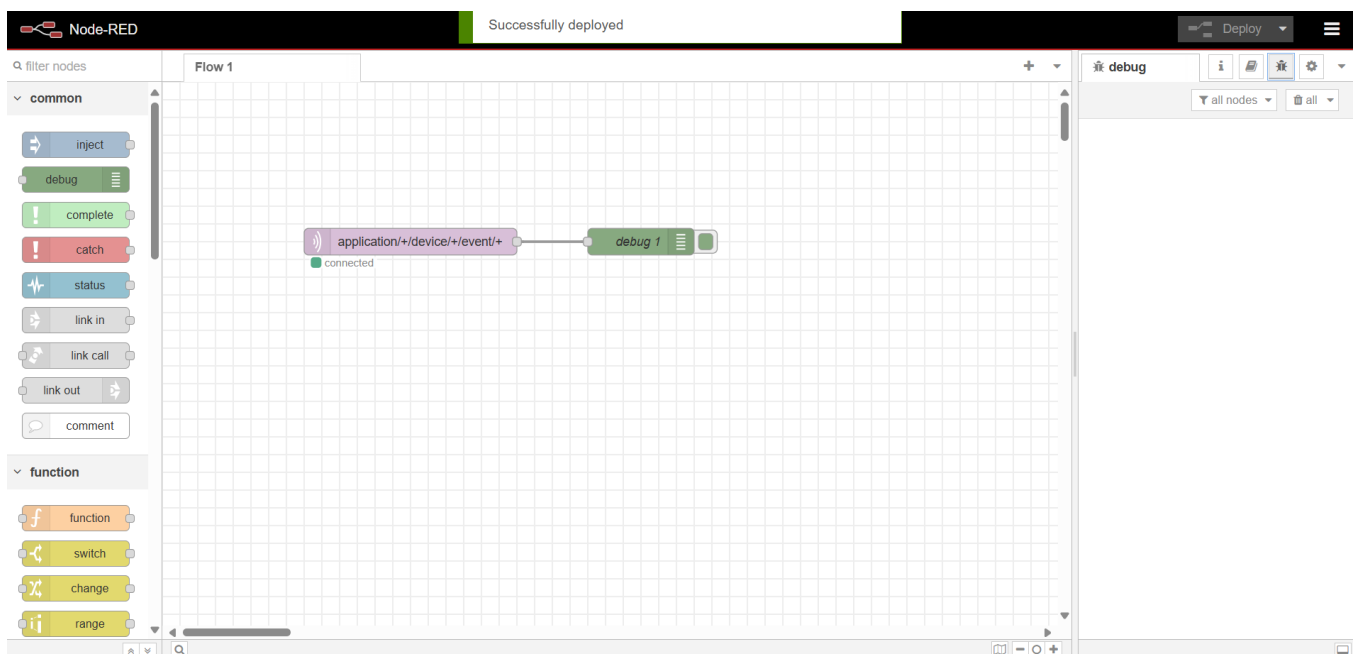 Node-RED
Successfully deployed
Deploy
filter nodes
Flow 1
debug
i
all nodes
all
common
inject
debug
complete
catch
status
link in
link call
link out
comment
function
function
switch
change
range
application/+/device/+/event/+
connected
debug 1